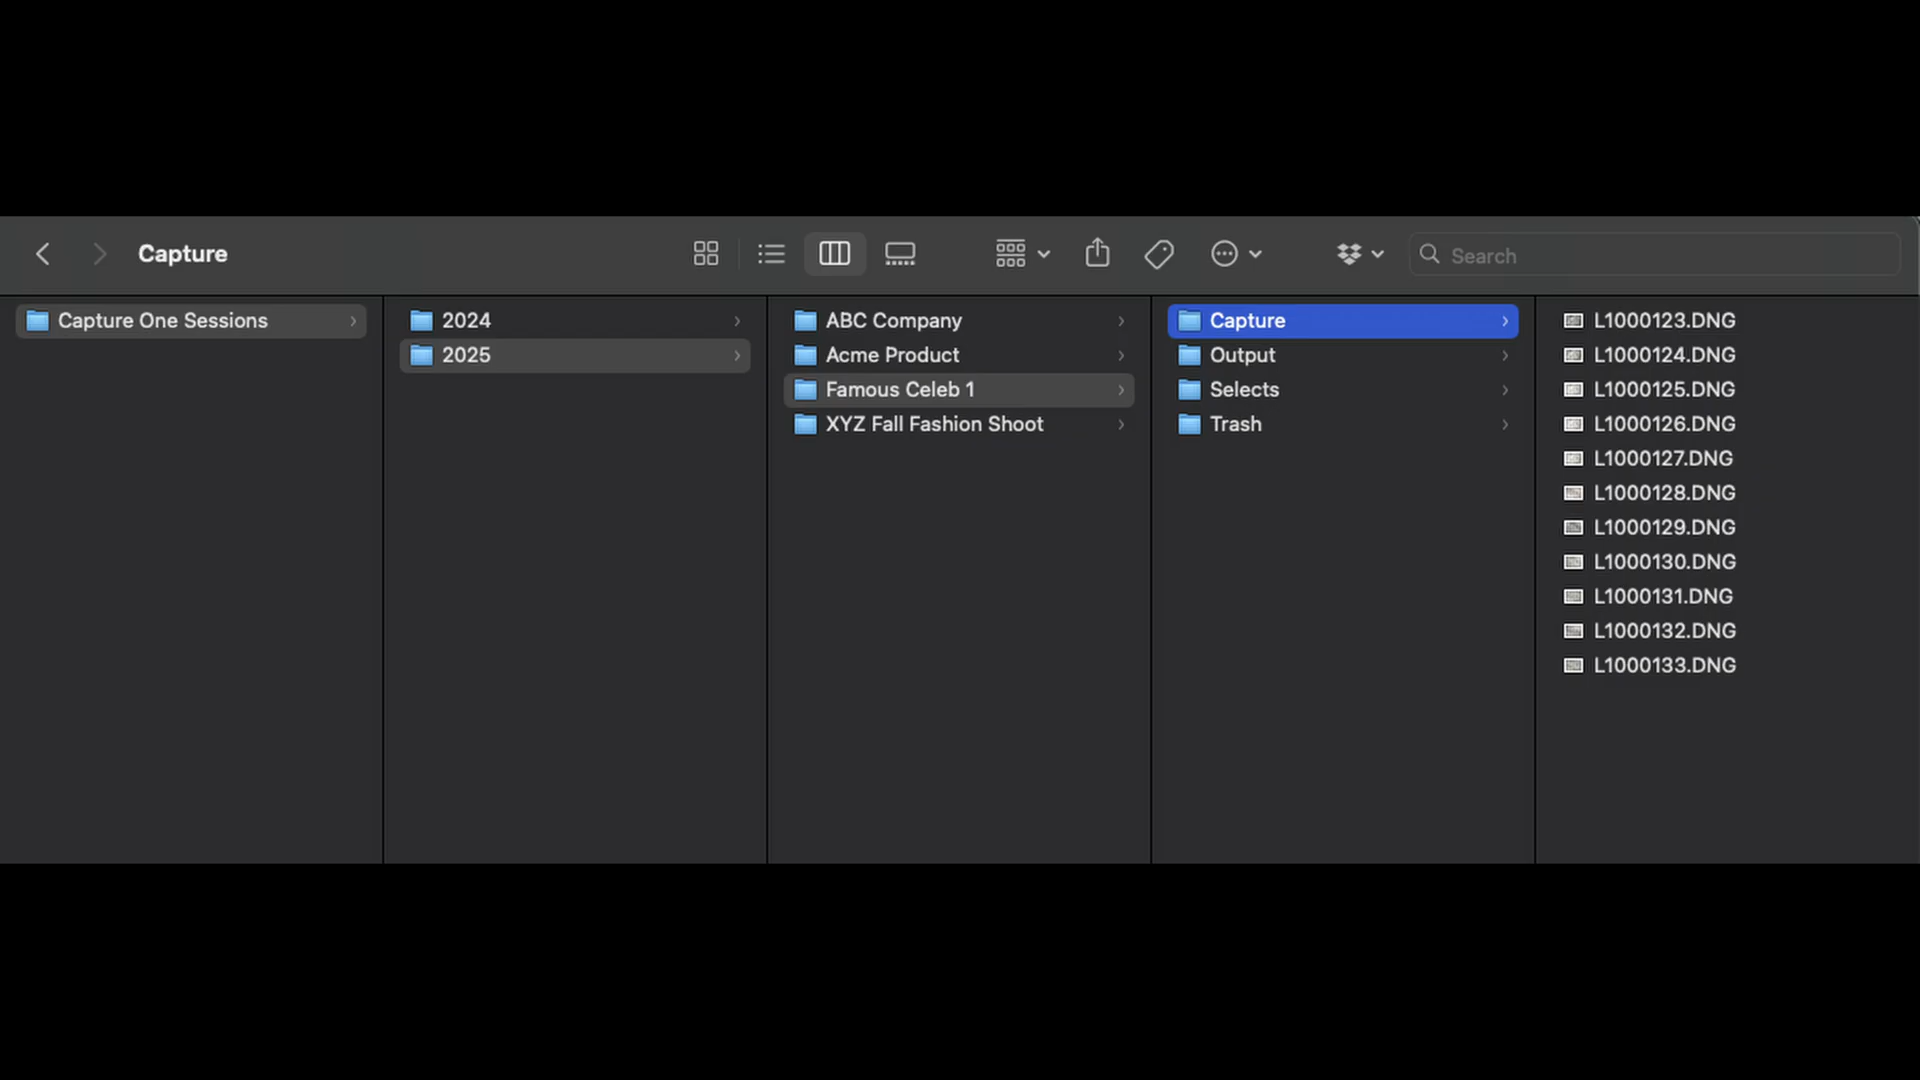 Capture
Search
Capture One Sessions
2024
2025
ABC Company
Acme Product
Famous Celeb 1
XYZ Fall Fashion Shoot
Capture
Output
Selects
Trash
L1000123.DNG
L1000124.DNG
L1000125.DNG
L1000126.DNG
L1000127.DNG
L1000128.DNG
L1000129.DNG
L1000130.DNG
L1000131.DNG
L1000132.DNG
L1000133.DNG